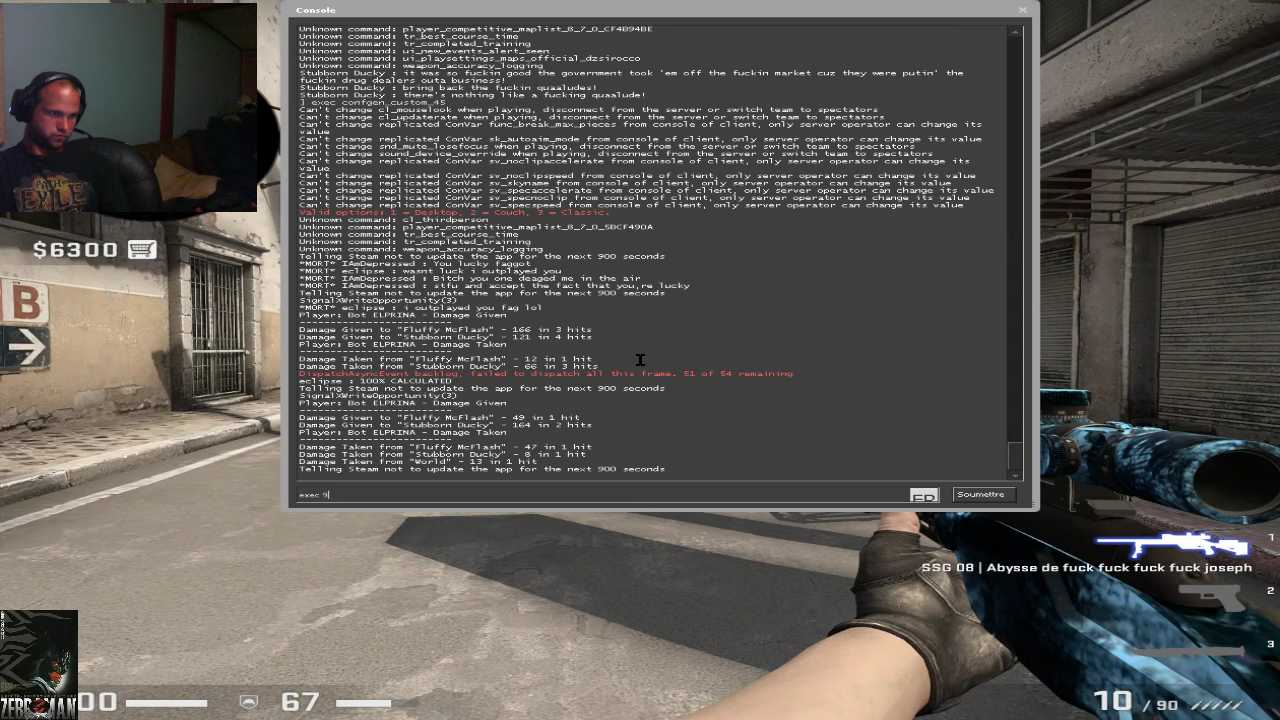 Console
Unknown command: player_competitive_maplist_8_7_0_CF4B94BE
Unknown command: tr_best_course_time
Unknown command: tr_completed_training
Unknown command: ui_new_events_alert_seen
Unknown command: ui_playsettings_maps_official_dzsirocco
Unknown command: weapon_accuracy_logging
Stubborn Ducky : it was so fuckin good the government took 'em off the fuckin market cuz they were putin' the
fuckin drug dealers outa business!
Stubborn Ducky : bring back the fuckin quaaludes!
Stubborn Ducky : there's nothing like a fucking quaalude!
] exec confgen_custom_45
Can't change cl_mouselook when playing, disconnect from the server or switch team to spectators
Can't change cl_updaterate when playing, disconnect from the server or switch team to spectators
Can't change replicated ConVar func_break_max_pieces from console of client, only server operator can change its
value
Can't change replicated ConVar sk_autoaim_mode from console of client, only server operator can change its value
Can't change snd_mute_losefocus when playing, disconnect from the server or switch team to spectators
Can't change sound_device_override when playing, disconnect from the server or switch team to spectators
Can't change replicated ConVar sv_noclipaccelerate from console of client, only server operator can change its
value
Can't change replicated ConVar sv_noclipspeed from console of client, only server operator can change its value
Can't change replicated ConVar sv_skyname from console of client, only server operator can change its value
Can't change replicated ConVar sv_specaccelerate from console of client, only server operator can change its value
Can't change replicated ConVar sv_specnoclip from console of client, only server operator can change its value
Can't change replicated ConVar sv_specspeed from console of client, only server operator can change its value
Valid options: 1 = Desktop, 2 = Couch, 3 = Classic.
Unknown command: cl_thirdperson
Unknown command: player_competitive_maplist_8_7_0_5BCF490A
Unknown command: tr_best_course_time
Unknown command: tr_completed_training
Unknown command: weapon_accuracy_logging
Telling Steam not to update the app for the next 900 seconds
*MORT* IAmDepressed : You lucky faggot
*MORT* eclipse : wasnt luck i outplayed you
*MORT* IAmDepressed : Bitch you one deaged me in the air
*MORT* IAmDepressed : stfu and accept the fact that you,re lucky
Telling Steam not to update the app for the next 900 seconds
SignalXWriteOpportunity(3)
*MORT* eclipse : i outplayed you fag lol
Player: Bot ELPRINA - Damage Given
-------------------------
Damage Given to "Fluffy McFlash" - 166 in 3 hits
Damage Given to "Stubborn Ducky" - 121 in 4 hits
Player: Bot ELPRINA - Damage Taken
-------------------------
Damage Taken from "Fluffy McFlash" - 12 in 1 hit
Damage Taken from "Stubborn Ducky" - 66 in 3 hits
DispatchAsyncEvent backlog, failed to dispatch all this frame. 51 of 54 remaining
eclipse : 100% CALCULATED
Telling Steam not to update the app for the next 900 seconds
SignalXWriteOpportunity(3)
Player: Bot ELPRINA - Damage Given
-------------------------
Damage Given to "Fluffy McFlash" - 49 in 1 hit
Damage Given to "Stubborn Ducky" - 164 in 2 hits
Player: Bot ELPRINA - Damage Taken
-------------------------
Damage Taken from "Fluffy McFlash" - 47 in 1 hit
Damage Taken from "Stubborn Ducky" - 8 in 1 hit
Damage Taken from "World" - 13 in 1 hit
Telling Steam not to update the app for the next 900 seconds
exec 9
Soumettre
$6300
B
1
SSG 08 | Abysse de fuck fuck fuck fuck joseph
2
3
00
67
10 / 90